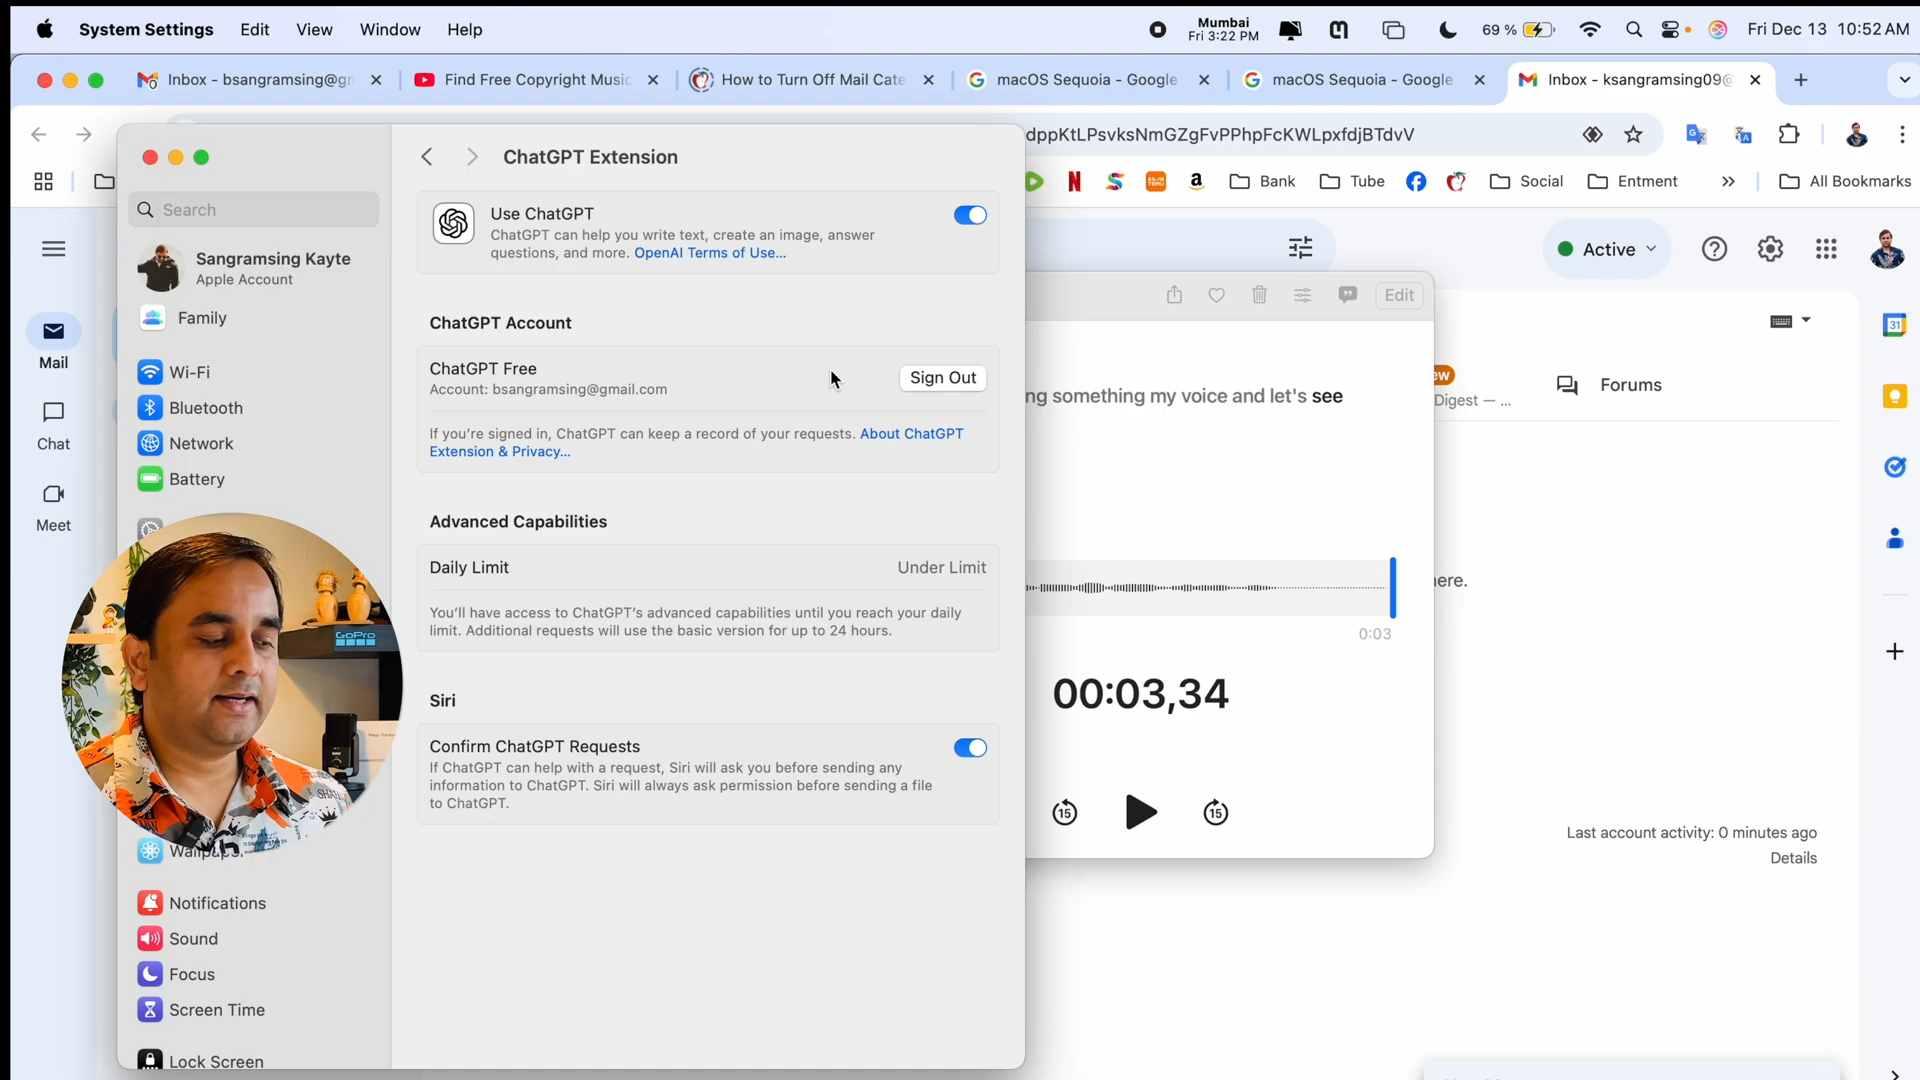 System Settings Edit View Window Help
Mumbai
Fri 3:22 PM
69 %
Fri Dec 13 10:52 AM
Inbox - bsangramsing@gm
Find Free Copyright Music
How to Turn Off Mail Cate
macOS Sequoia - Google
macOS Sequoia - Google
Inbox - ksangramsing09@
dppKtLPsvksNmGZgFvPPhpFcKWLpxfdjBTdvV
Bank
Tube
Social
Entment
All Bookmarks
Search
Sangramsing Kayte
Apple Account
Family
Wi-Fi
Bluetooth
Network
Battery
Wallpaper
Notifications
Sound
Focus
Screen Time
Lock Screen
Mail
Chat
Meet
GoPro
ChatGPT Extension
Use ChatGPT
ChatGPT can help you write text, create an image, answer
questions, and more. OpenAI Terms of Use...
ChatGPT Account
ChatGPT Free
Account: bsangramsing@gmail.com
Sign Out
If you're signed in, ChatGPT can keep a record of your requests. About ChatGPT
Extension & Privacy...
Advanced Capabilities
Daily Limit
Under Limit
You'll have access to ChatGPT's advanced capabilities until you reach your daily
limit. Additional requests will use the basic version for up to 24 hours.
Siri
Confirm ChatGPT Requests
If ChatGPT can help with a request, Siri will ask you before sending any
information to ChatGPT. Siri will always ask permission before sending a file
to ChatGPT.
Active
Edit
ng something my voice and let's see
0:03
00:03,34
15
15
ew
Digest — ...
Forums
31
here.
Last account activity: 0 minutes ago
Details